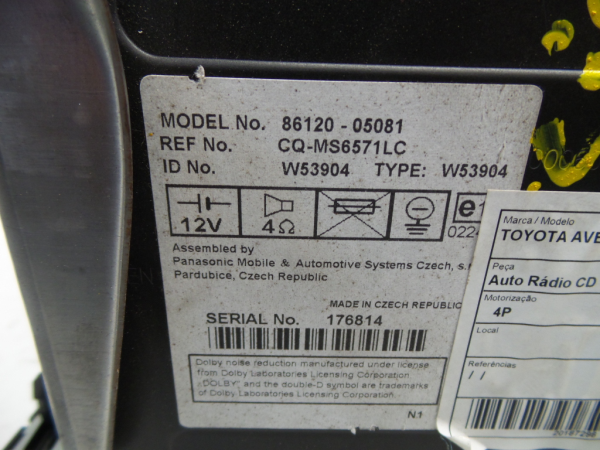 MODEL No. 86120 - 05081
REF No. CQ-MS6571LC
ID No. W53904 TYPE: W53904
12V
4Ω
e1
Assembled by
Panasonic Mobile & Automotive Systems Czech,
Pardubice, Czech Republic
MADE IN CZECH REPUBLIC
SERIAL No. 176814
Dolby noise reduction manufactured under license
from Dolby Laboratories Licensing Corporation.
„DOLBY" and the double-D symbol are trademarks
of Dolby Laboratories Licensing Corporation.
N.1
Marca / Modelo
TOYOTA AVE
Peça
Auto Rádio CD
Motorização
4P
Local
Referências
/ /